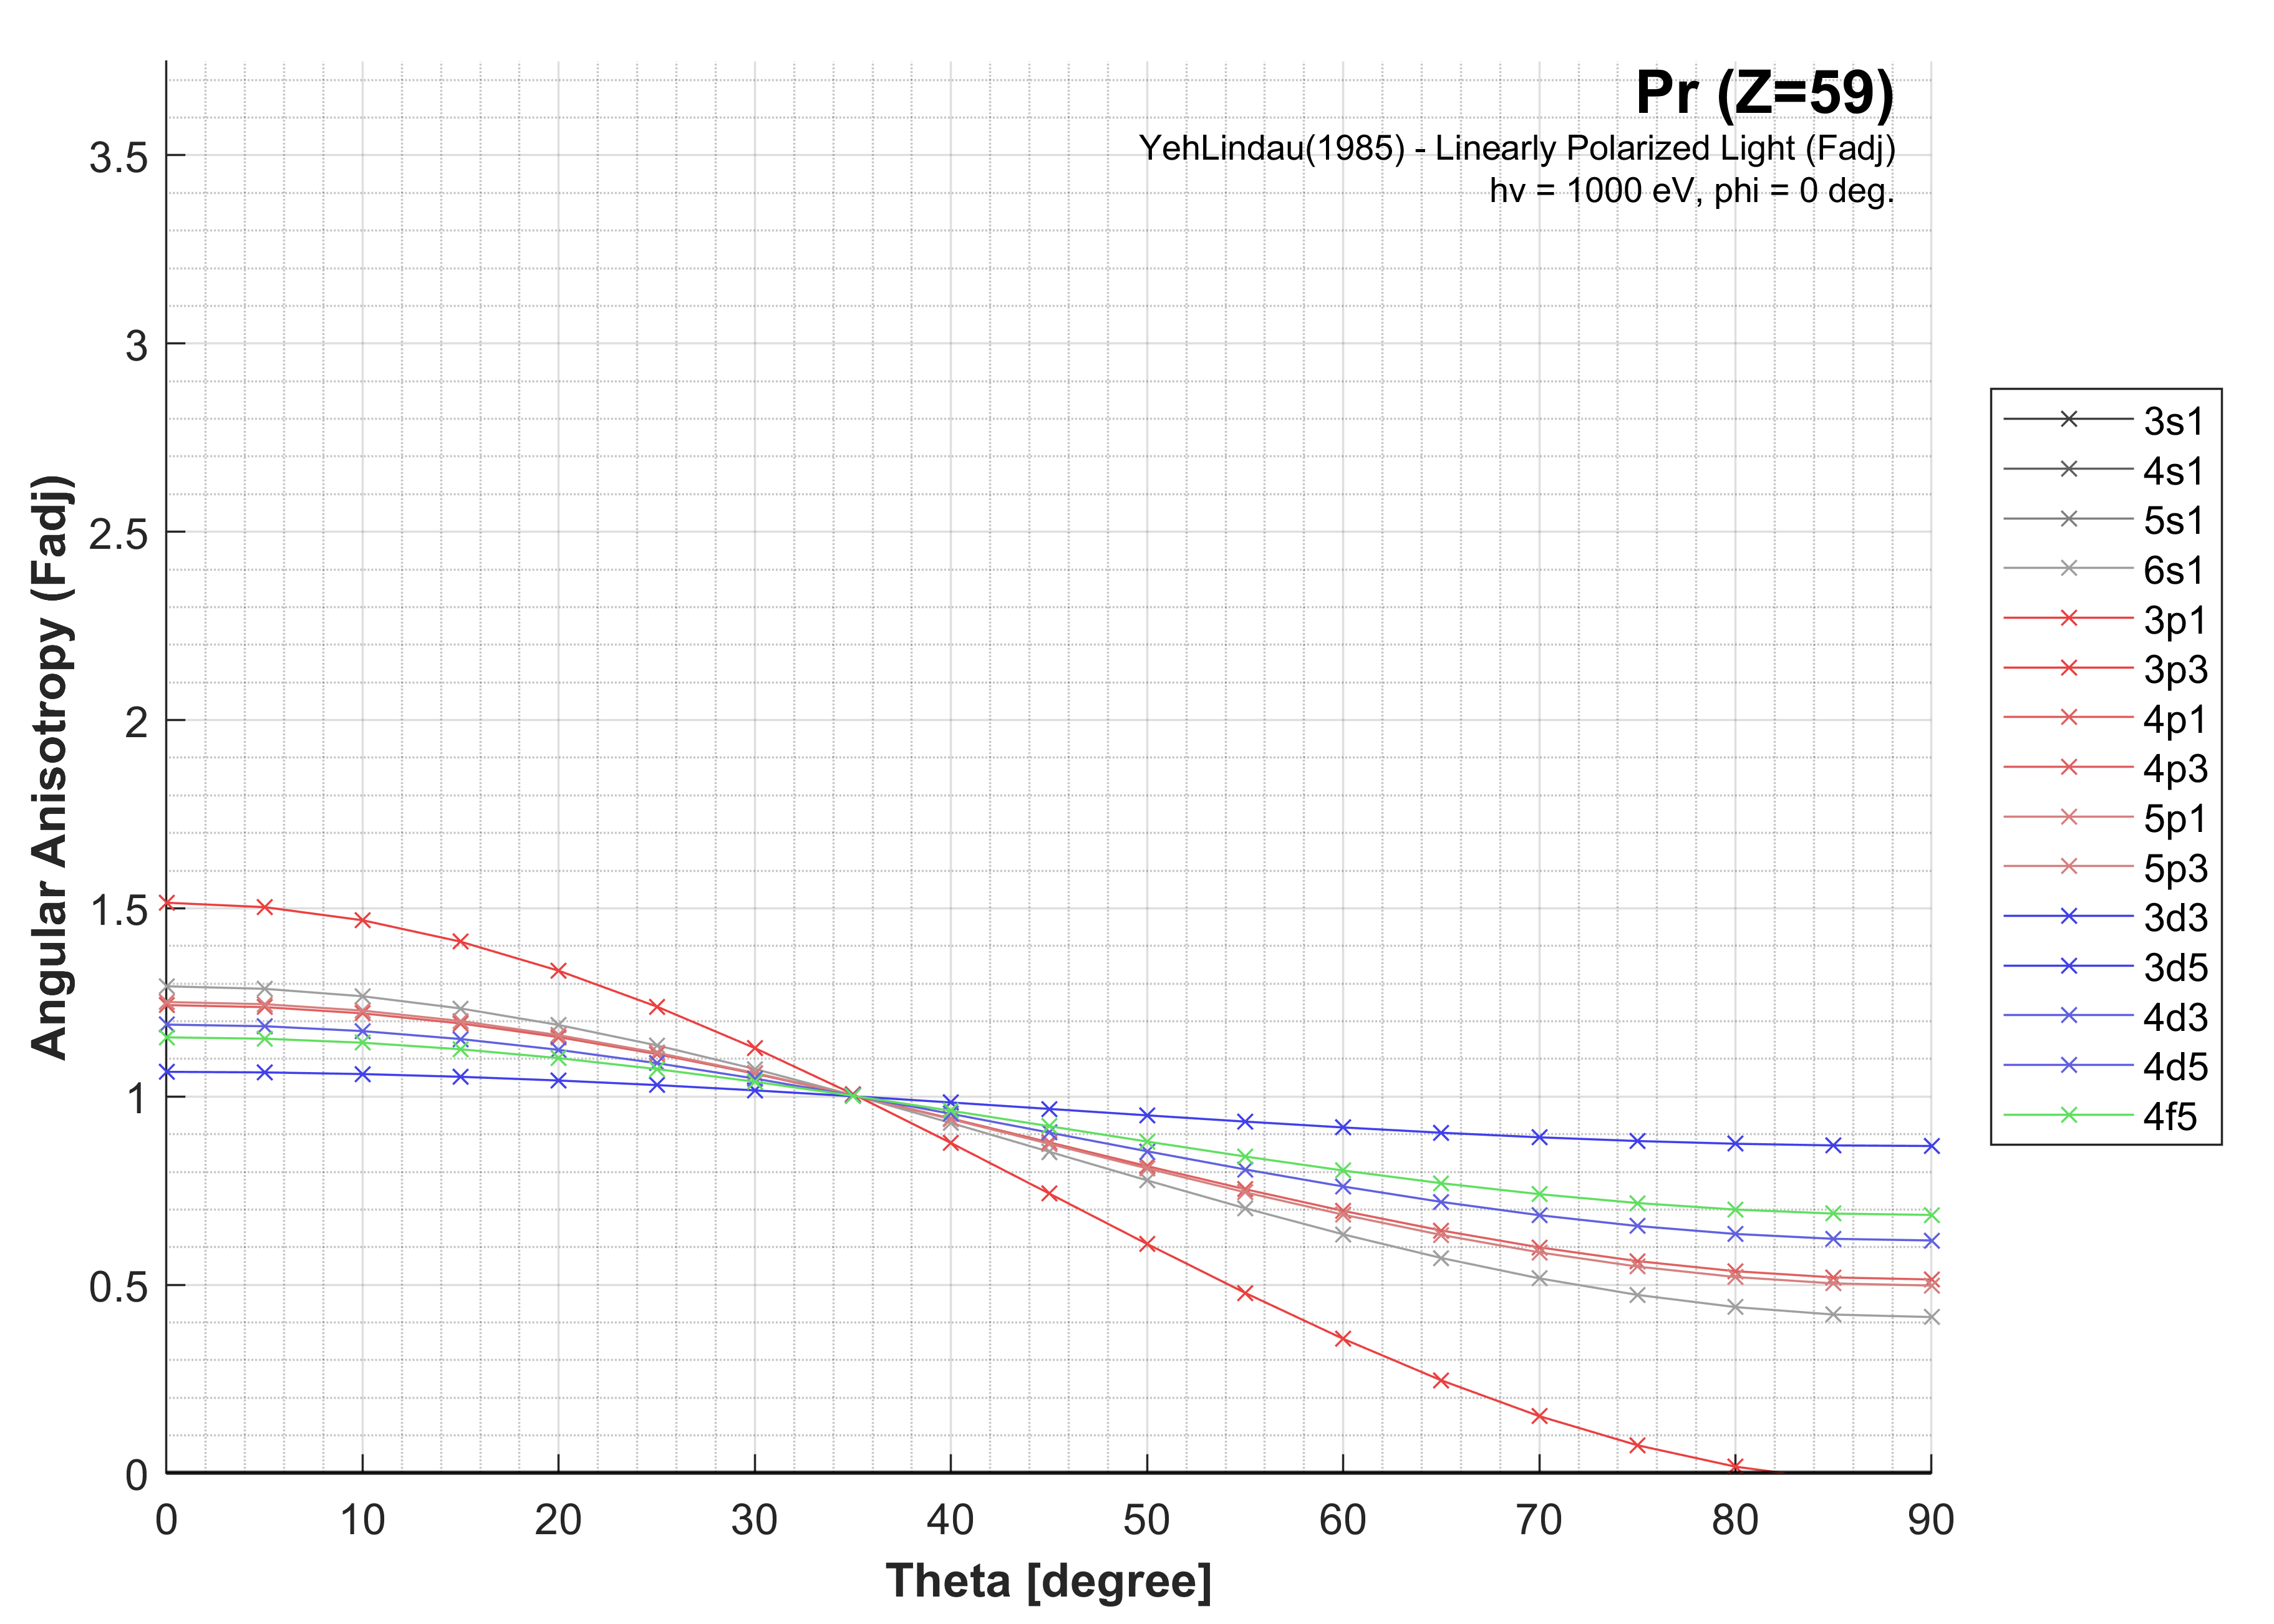 Pr (Z=59)
YehLindau(1985) - Linearly Polarized Light (Fadj)
hv = 1000 eV, phi = 0 deg.
Angular Anisotropy (Fadj)
3.5
3
2.5
2
1.5
1
0.5
0
0 10 20 30 40 50 60 70 80 90
Theta [degree]
3s1
4s1
5s1
6s1
3p1
3p3
4p1
4p3
5p1
5p3
3d3
3d5
4d3
4d5
4f5